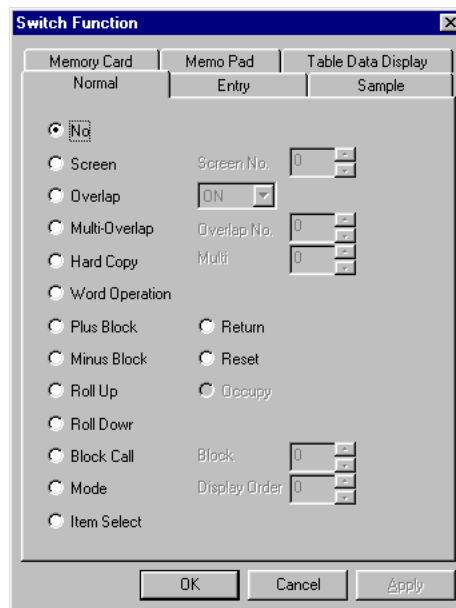 Switch Function
Memory Card Memo Pad Table Data Display
Normal Entry Sample
No
Screen Screen No. 0
Overlap ON
Multi-Overlap Overlap No. 0
Hard Copy Multi 0
Word Operation
Plus Block Return
Minus Block Reset
Roll Up Occupy
Roll Dowr
Block Call Block 0
Mode Display Order 0
Item Select
OK Cancel Apply